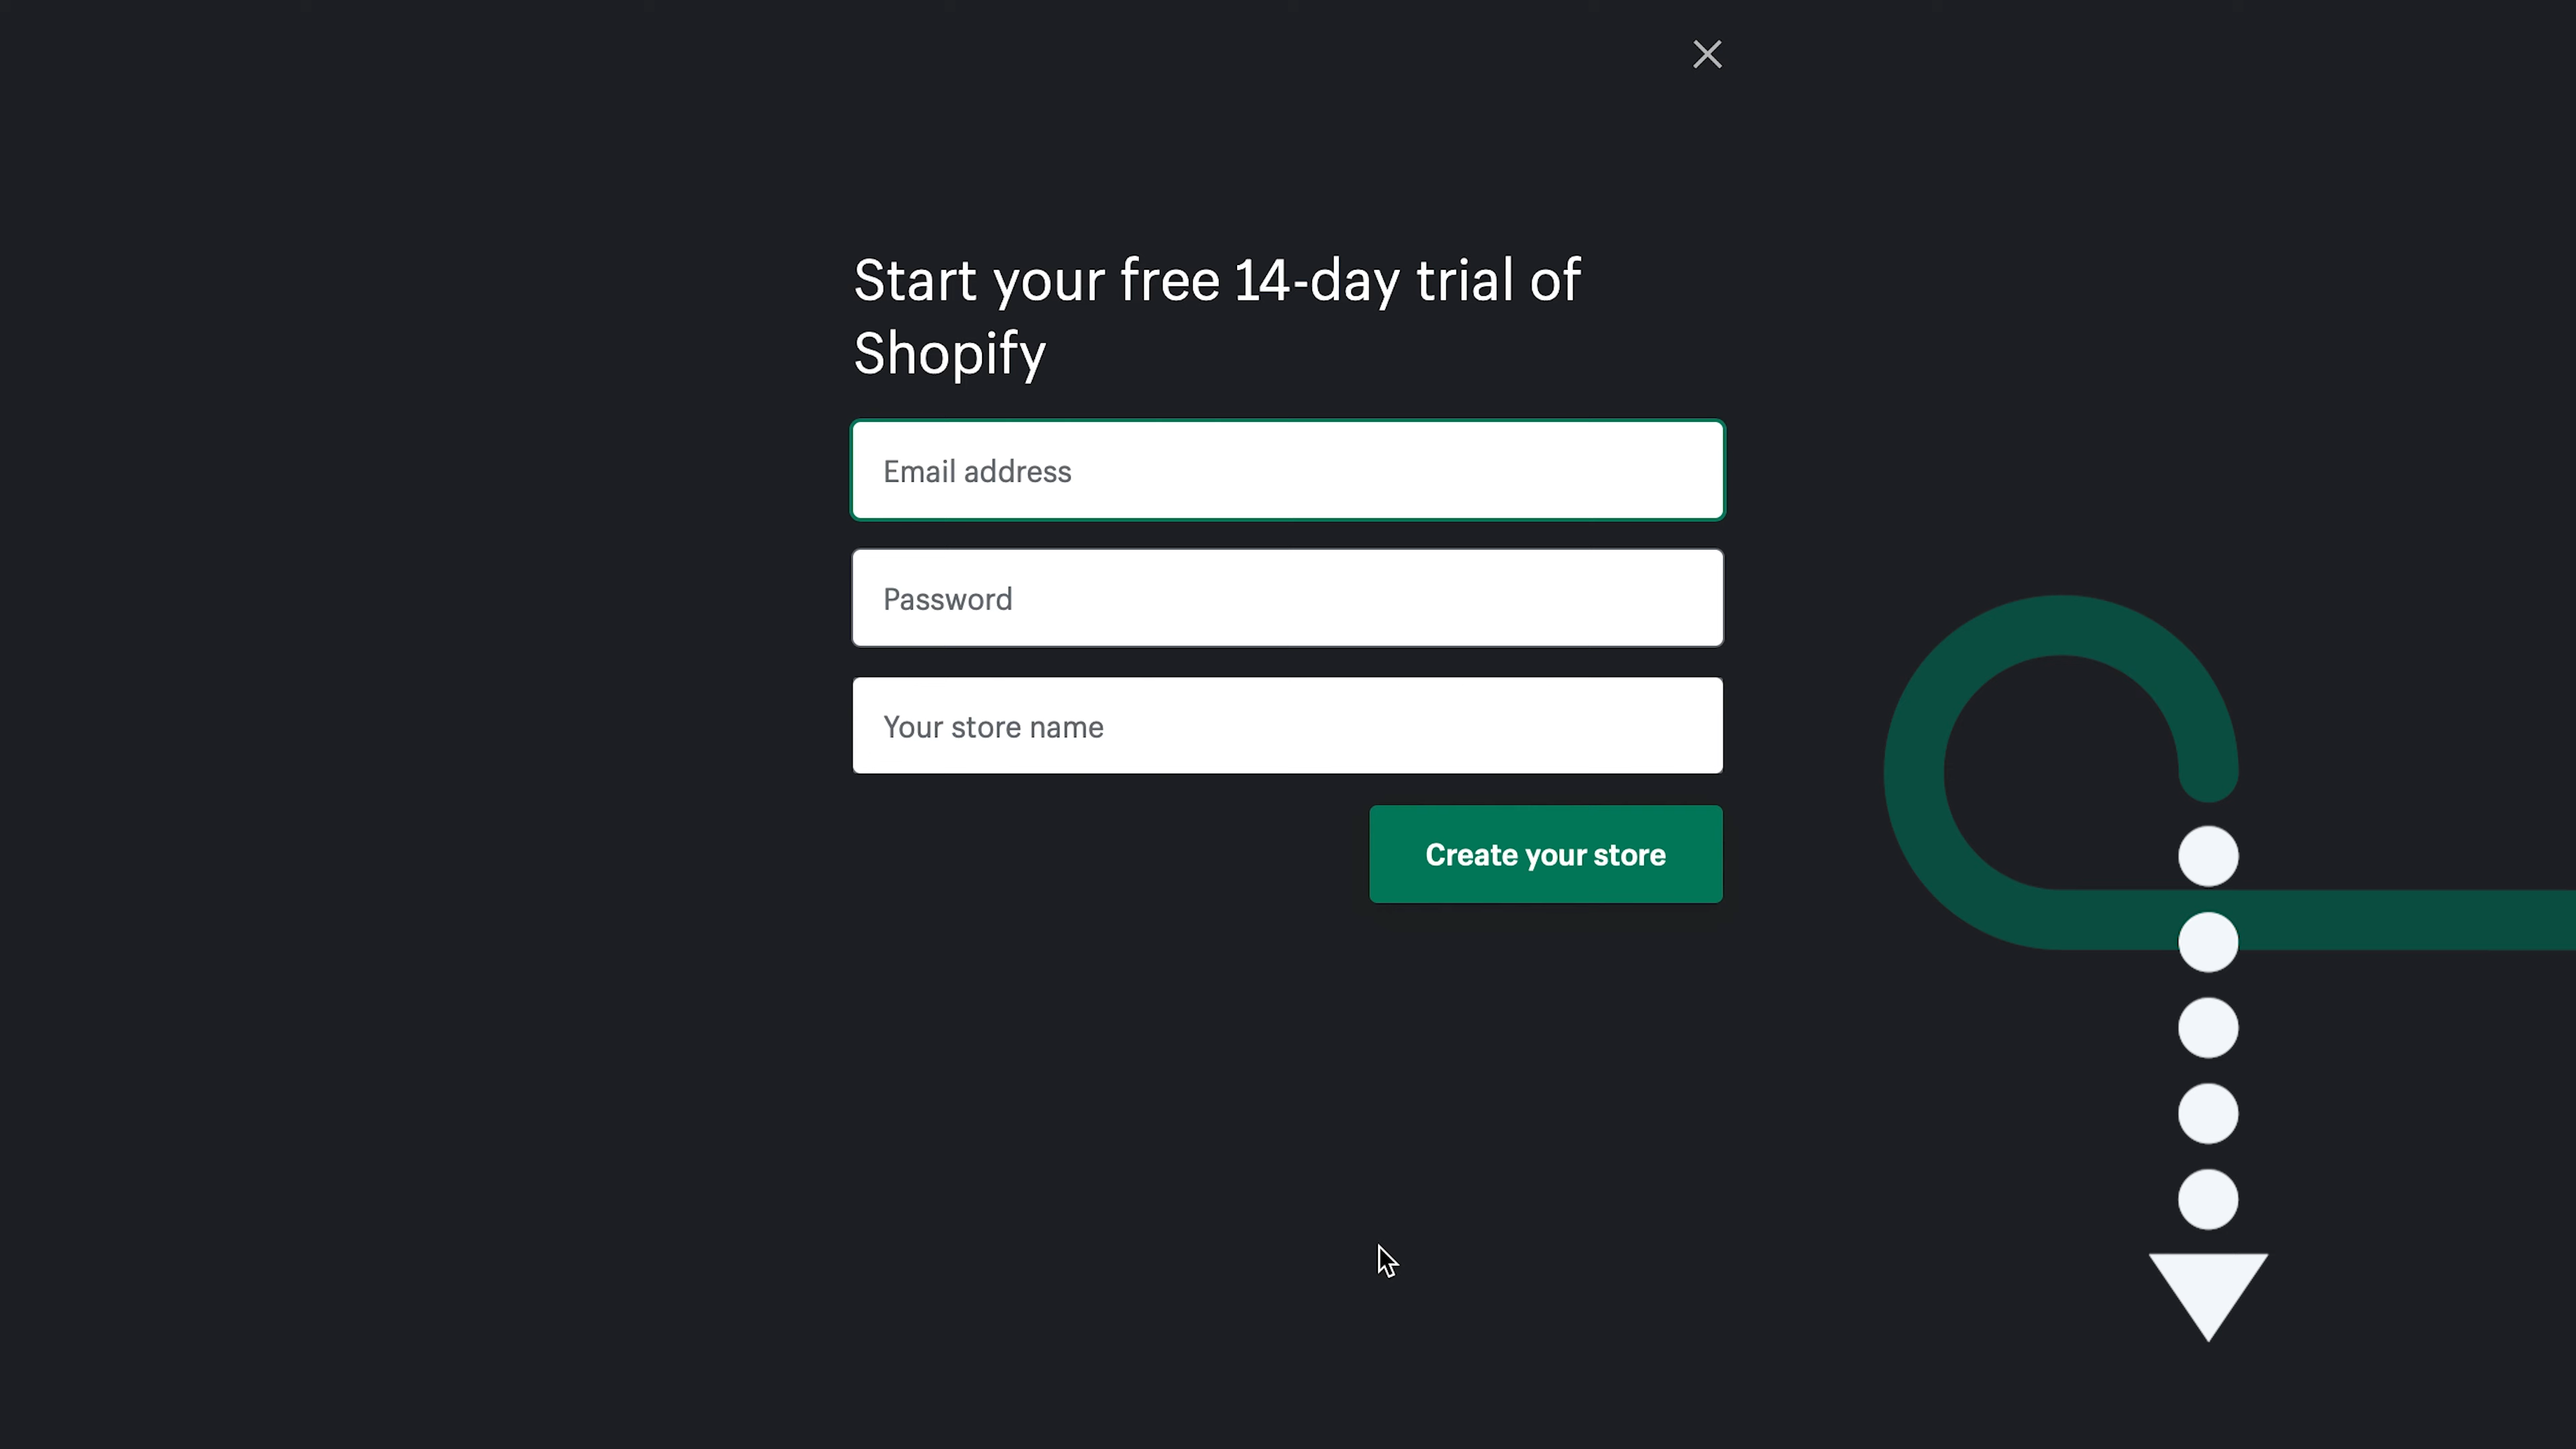 Start your free 14-day trial of
Shopify
Email address
Password
Your store name
Create your store